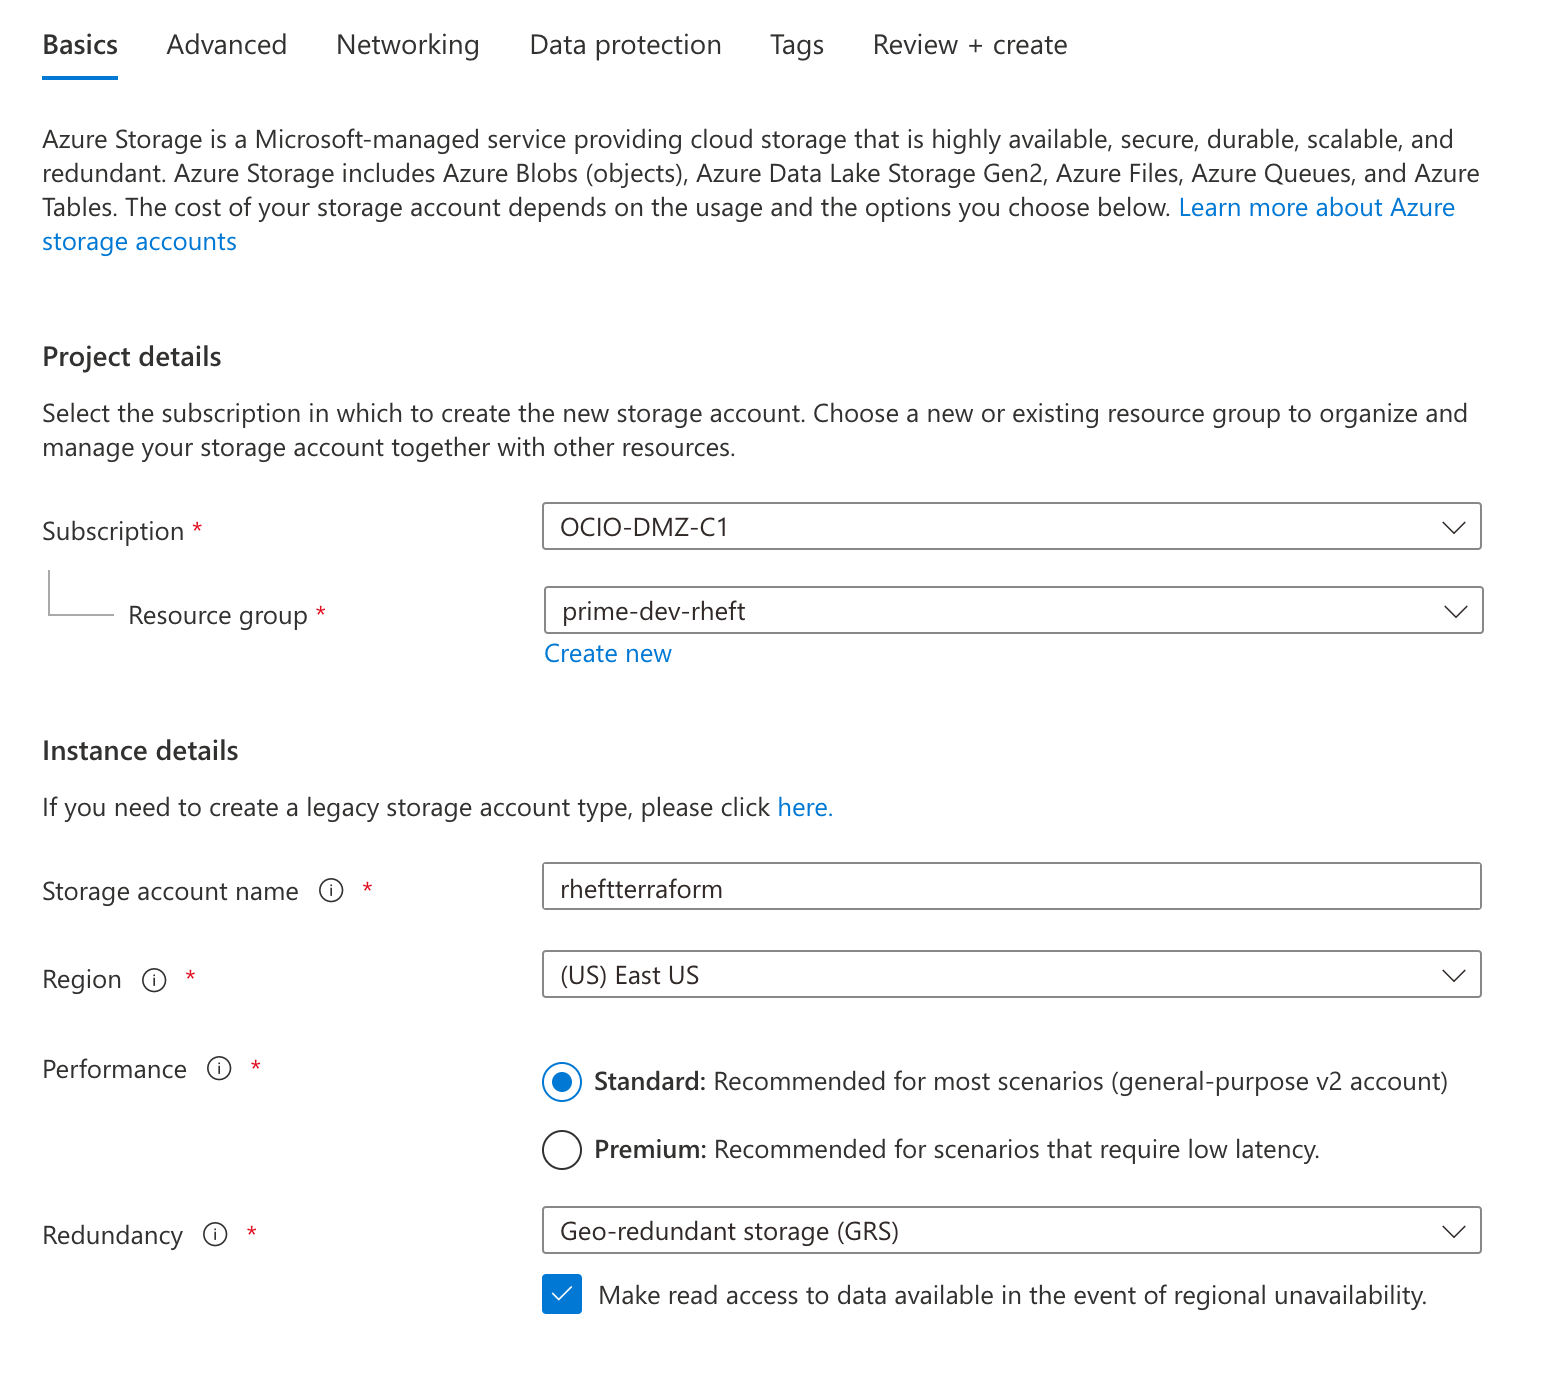 Basics Advanced Networking Data protection Tags Review + create
Azure Storage is a Microsoft-managed service providing cloud storage that is highly available, secure, durable, scalable, and
redundant. Azure Storage includes Azure Blobs (objects), Azure Data Lake Storage Gen2, Azure Files, Azure Queues, and Azure
Tables. The cost of your storage account depends on the usage and the options you choose below. Learn more about Azure
storage accounts
Project details
Select the subscription in which to create the new storage account. Choose a new or existing resource group to organize and
manage your storage account together with other resources.
Subscription * OCIO-DMZ-C1
Resource group * prime-dev-rheft
Create new
Instance details
If you need to create a legacy storage account type, please click here.
Storage account name * rheftterraform
Region * (US) East US
Performance *
Standard: Recommended for most scenarios (general-purpose v2 account)
Premium: Recommended for scenarios that require low latency.
Redundancy * Geo-redundant storage (GRS)
Make read access to data available in the event of regional unavailability.